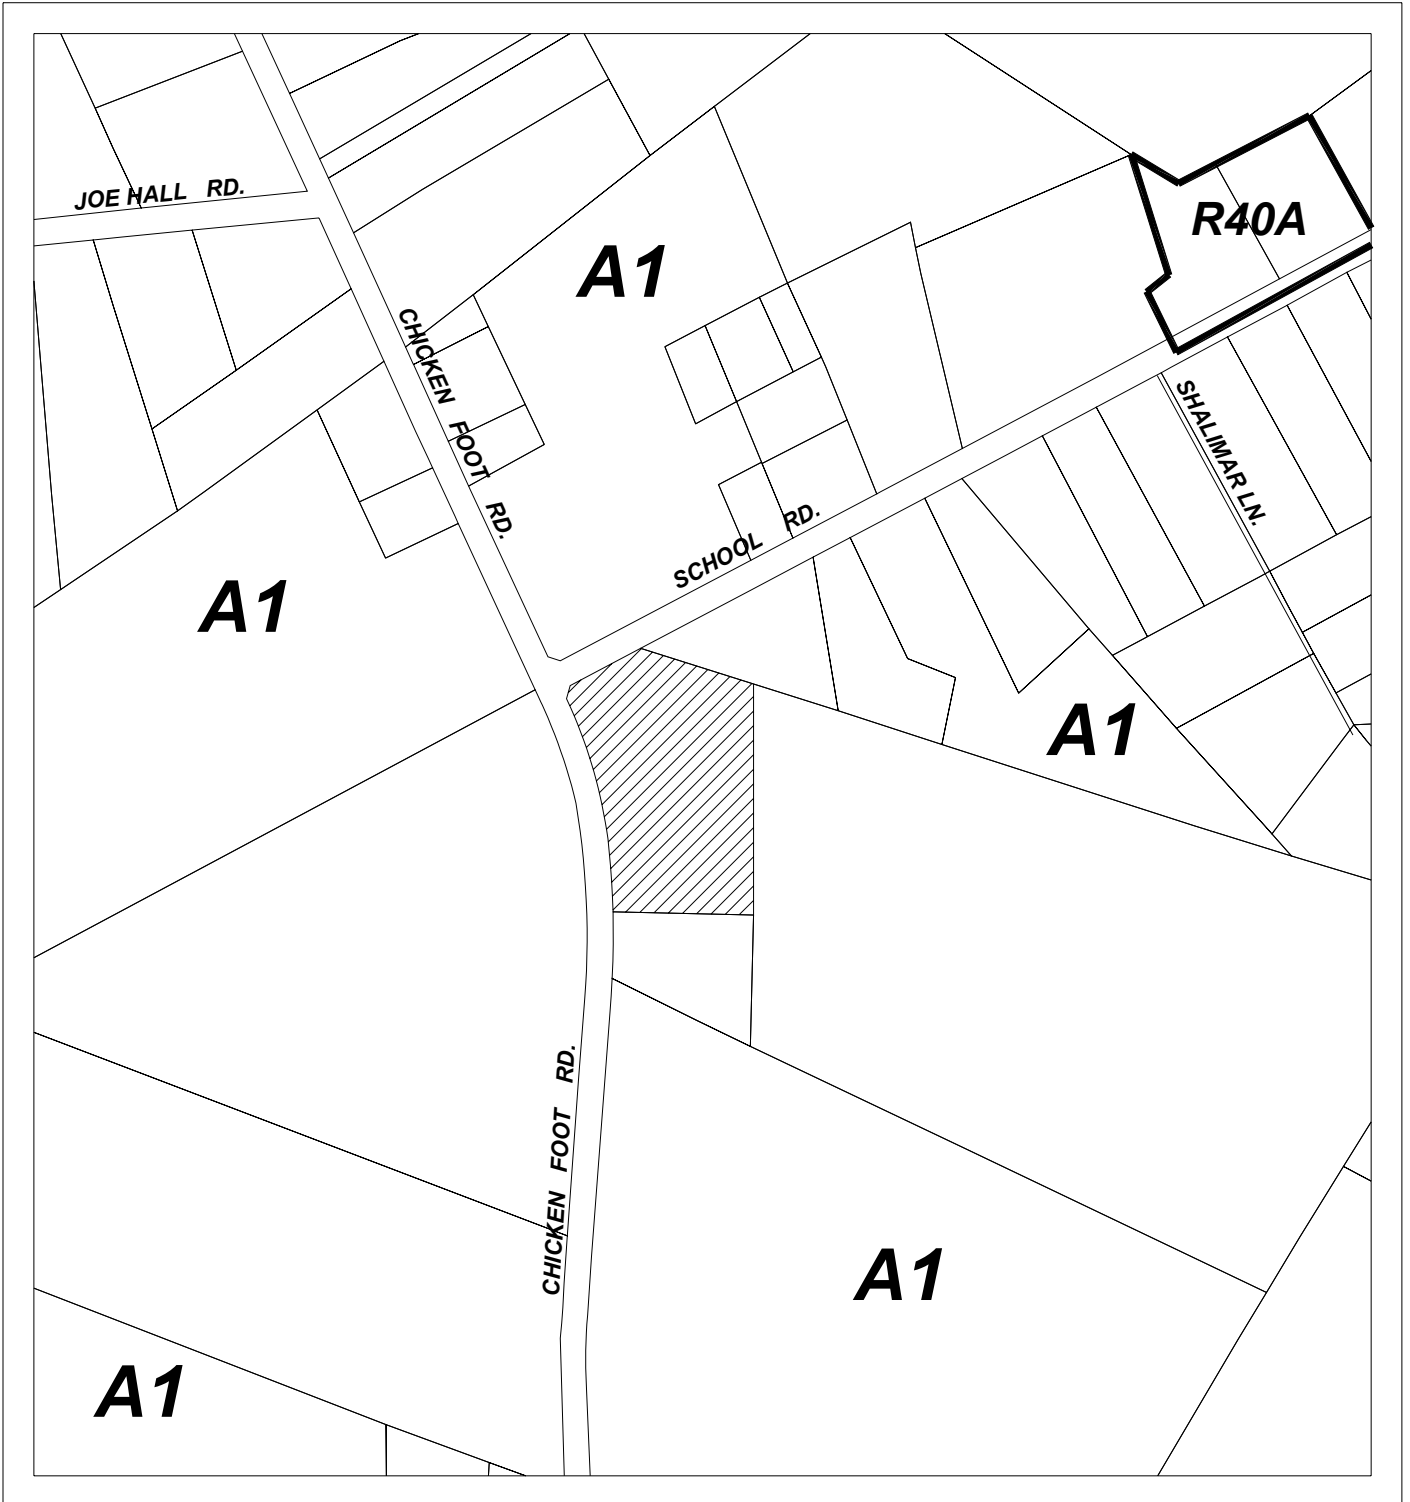 JOE HALL RD.
R40A
A1
CHICKEN FOOT RD.
SHALIMAR LN.
SCHOOL RD.
A1
A1
CHICKEN FOOT RD.
A1
A1